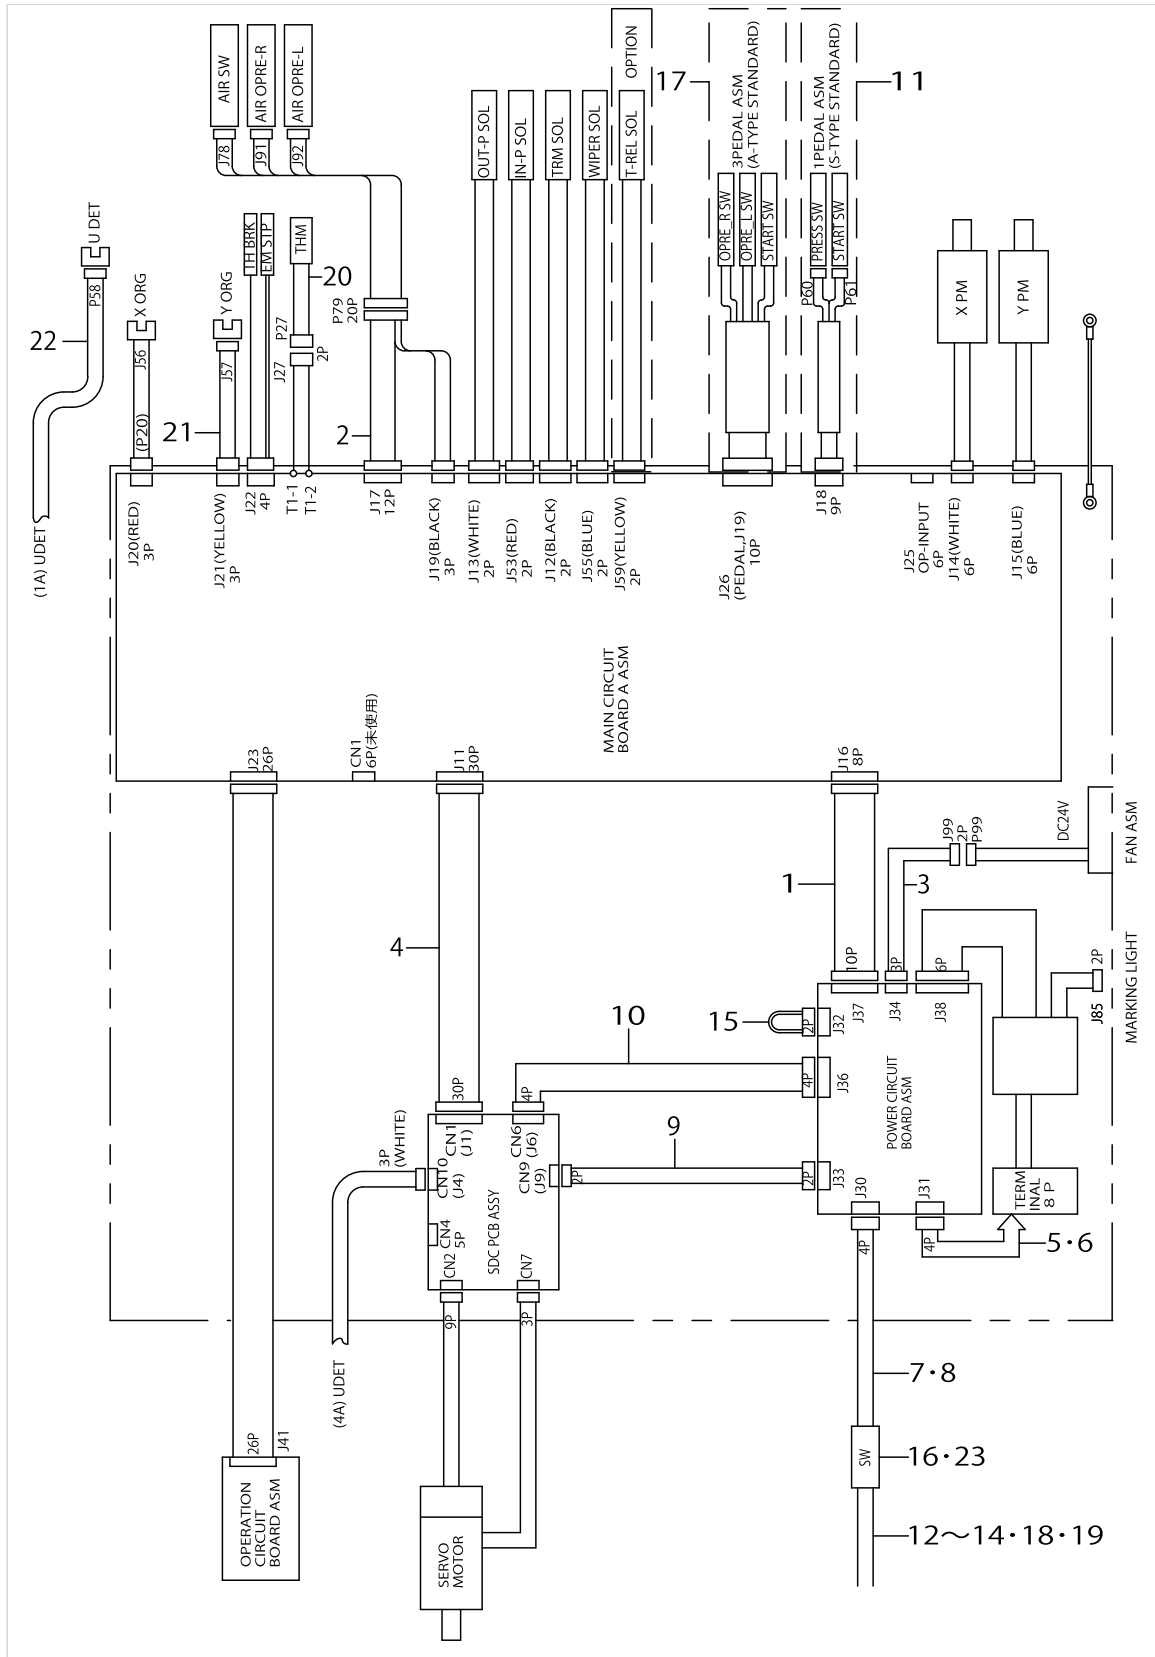 AIR SW
AIR OPRE-R
AIR OPRE-L
J78
J91
J92
OUT-P SOL
IN-P SOL
TRM SOL
WIPER SOL
T-REL SOL
OPTION
17
3PEDAL ASM
(A-TYPE STANDARD)
OPRE_R SW
OPRE_L SW
START SW
1PEDAL ASM
(S-TYPE STANDARD)
11
PRESS SW
START SW
P60
P61
X PM
Y PM
U DET
P58
22
X ORG
J56
(P20)
Y ORG
J57
21
TH BRK
EM STP
THM
20
P27
J27
2P
P79
20P
2
(1A) UDET
J20(RED)
3P
J21(YELLOW)
3P
J22
4P
T1-1
T1-2
J17
12P
J19(BLACK)
3P
J13(WHITE)
2P
J53(RED)
2P
J12(BLACK)
2P
J55(BLUE)
2P
J59(YELLOW)
2P
J26
(PEDAL,J19)
10P
J18
9P
J25
OP-INPUT
6P
J14(WHITE)
6P
J15(BLUE)
6P
MAIN CIRCUIT
BOARD A ASM
J23
26P
CN1
6P(未使用)
J11
30P
J16
8P
1
3
4
J99
2P
P99
DC24V
FAN ASM
10P
3P
6P
J37
J34
J38
MARKING LIGHT
J85
2P
15
2P
J32
10
4P
J36
POWER CIRCUIT
BOARD ASM
9
2P
J33
J30
J31
4P
4P
TERM
INAL
8 P
5・6
30P
4P
3P
(WHITE)
CN1
(J1)
CN6
(J6)
CN10
(J4)
CN9
(J9)
2P
CN4
5P
SDC PCB ASSY
CN2
CN7
9P
3P
(4A) UDET
7・8
SW
16・23
12～14・18・19
26P
J41
OPERATION
CIRCUIT
BOARD ASM
SERVO
MOTOR